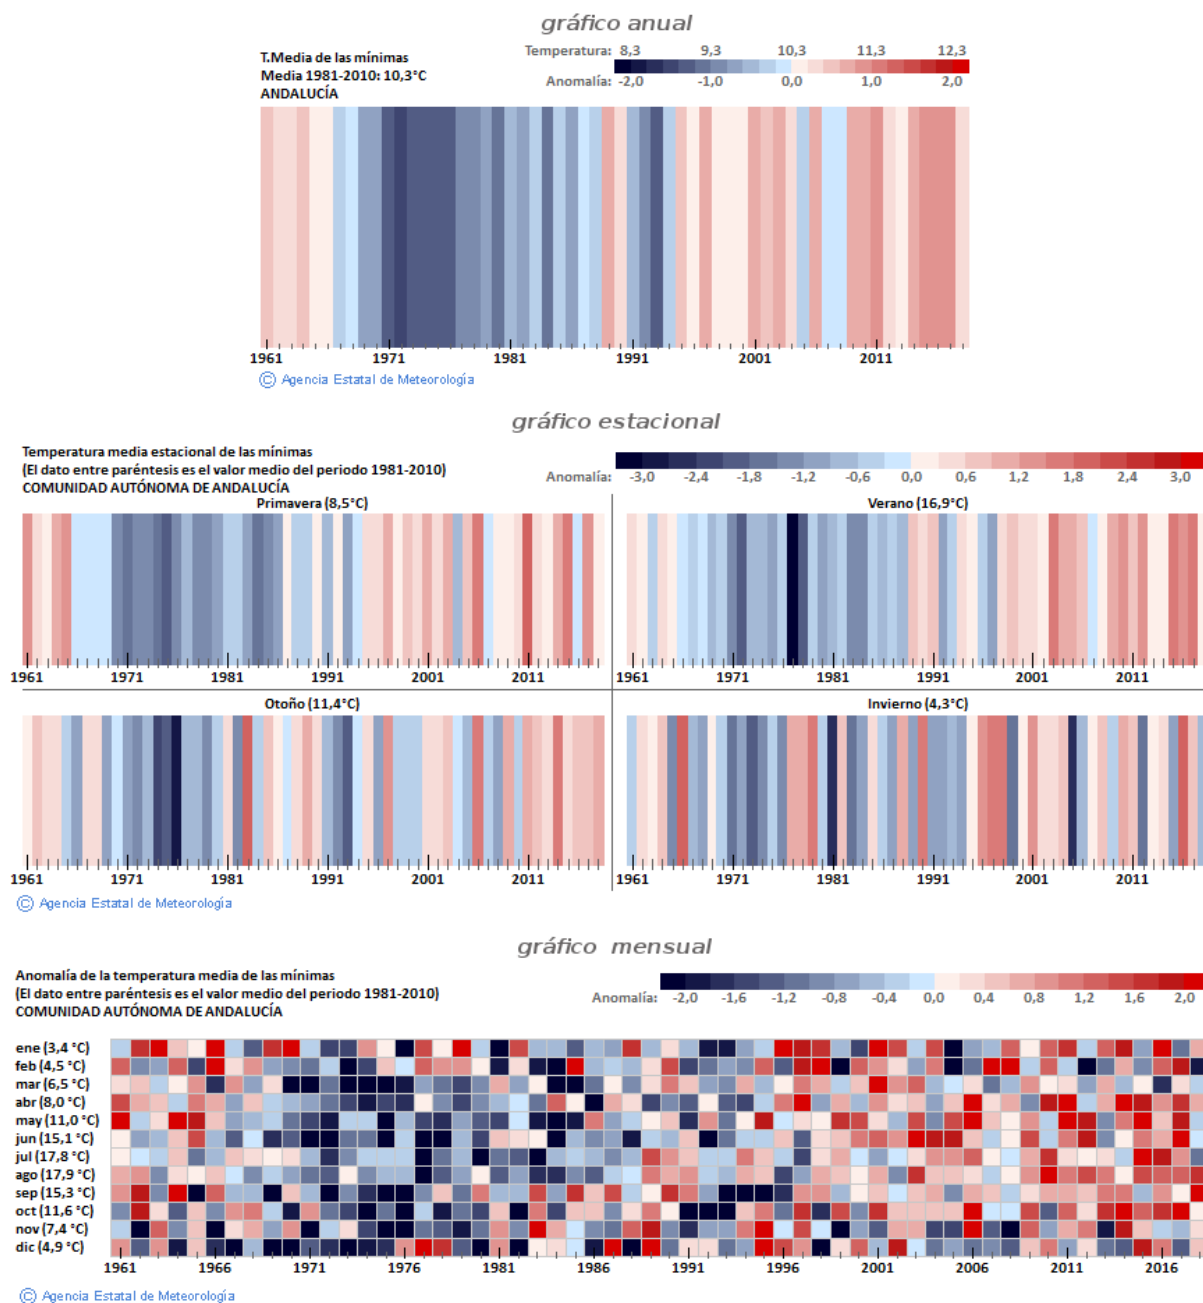 gráfico anual
T.Media de las mínimas
Media 1981-2010: 10,3°C
ANDALUCÍA
Temperatura: 8,3 9,3 10,3 11,3 12,3
Anomalía: -2,0 -1,0 0,0 1,0 2,0
1961 1971 1981 1991 2001 2011
© Agencia Estatal de Meteorología
gráfico estacional
Temperatura media estacional de las mínimas
(El dato entre paréntesis es el valor medio del periodo 1981-2010)
COMUNIDAD AUTÓNOMA DE ANDALUCÍA
Anomalía: -3,0 -2,4 -1,8 -1,2 -0,6 0,0 0,6 1,2 1,8 2,4 3,0
Primavera (8,5°C)
1961 1971 1981 1991 2001 2011
Verano (16,9°C)
1961 1971 1981 1991 2001 2011
Otoño (11,4°C)
1961 1971 1981 1991 2001 2011
Invierno (4,3°C)
1961 1971 1981 1991 2001 2011
© Agencia Estatal de Meteorología
gráfico mensual
Anomalía de la temperatura media de las mínimas
(El dato entre paréntesis es el valor medio del periodo 1981-2010)
COMUNIDAD AUTÓNOMA DE ANDALUCÍA
Anomalía: -2,0 -1,6 -1,2 -0,8 -0,4 0,0 0,4 0,8 1,2 1,6 2,0
ene (3,4 °C)
feb (4,5 °C)
mar (6,5 °C)
abr (8,0 °C)
may (11,0 °C)
jun (15,1 °C)
jul (17,8 °C)
ago (17,9 °C)
sep (15,3 °C)
oct (11,6 °C)
nov (7,4 °C)
dic (4,9 °C)
1961 1966 1971 1976 1981 1986 1991 1996 2001 2006 2011 2016
© Agencia Estatal de Meteorología